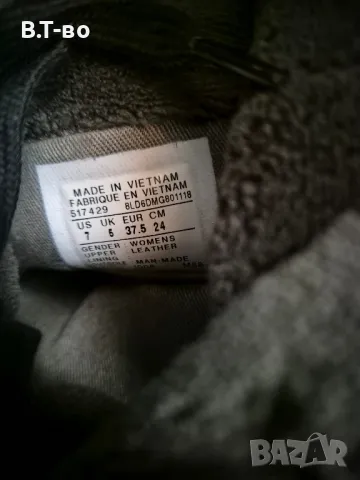 В.Т-во
MADE IN VIETNAM
FABRIQUE EN VIETNAM
517429 BLD6DMG801118
US UK EUR CM
7 5 37.5 24
GENDER WOMENS
UPPER LEATHER
LINING MAN-MADE
BAZAR